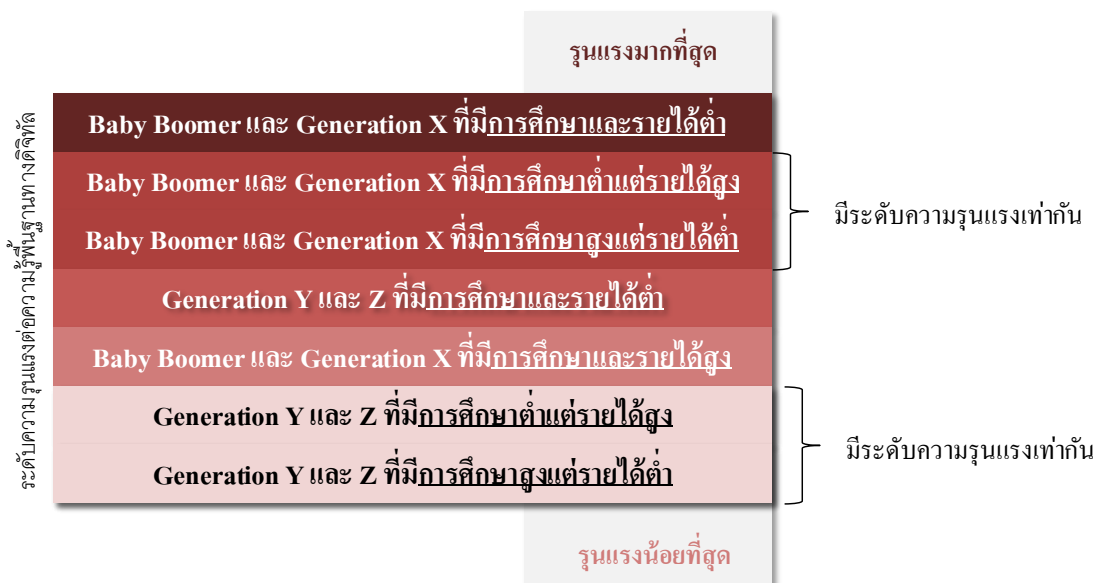 รุนแรงมากที่สุด
ระดับความรุนแรงต่อความรู้พื้นฐานทางดิจิทัล
Baby Boomer และ Generation X ที่มีการศึกษาและรายได้ต่ำ
Baby Boomer และ Generation X ที่มีการศึกษาต่ำแต่รายได้สูง
Baby Boomer และ Generation X ที่มีการศึกษาสูงแต่รายได้ต่ำ
มีระดับความรุนแรงเท่ากัน
Generation Y และ Z ที่มีการศึกษาและรายได้ต่ำ
Baby Boomer และ Generation X ที่มีการศึกษาและรายได้สูง
Generation Y และ Z ที่มีการศึกษาต่ำแต่รายได้สูง
Generation Y และ Z ที่มีการศึกษาสูงแต่รายได้ต่ำ
มีระดับความรุนแรงเท่ากัน
รุนแรงน้อยที่สุด